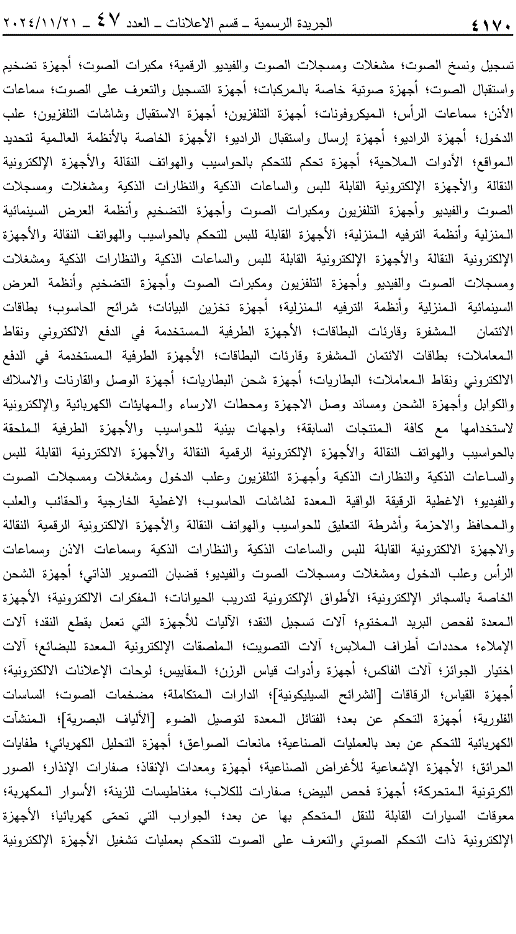 ٤١٧٠ الجريدة الرسمية – قسم الاعلانات – العدد ٤٧ – ٢٠٢٤/١١/٢١
تسجيل ونسخ الصوت؛ مشغلات ومسجلات الصوت والفيديو الرقمية؛ مكبرات الصوت؛ أجهزة تضخيم
واستقبال الصوت؛ أجهزة صوتية خاصة بالمركبات؛ أجهزة التسجيل والتعرف على الصوت؛ سماعات
الأذن؛ سماعات الرأس؛ الميكروفونات؛ أجهزة التلفزيون؛ أجهزة الاستقبال وشاشات التلفزيون؛ علب
الدخول؛ أجهزة الراديو؛ أجهزة إرسال واستقبال الراديو؛ الأجهزة الخاصة بالأنظمة العالمية لتحديد
المواقع؛ الأدوات الملاحية؛ أجهزة تحكم للتحكم بالحواسيب والهواتف النقالة والأجهزة الإلكترونية
النقالة والأجهزة الإلكترونية القابلة للبس والساعات الذكية والنظارات الذكية ومشغلات ومسجلات
الصوت والفيديو وأجهزة التلفزيون ومكبرات الصوت وأجهزة التضخيم وأنظمة العرض السينمائية
المنزلية وأنظمة الترفيه المنزلية؛ الأجهزة القابلة للبس للتحكم بالحواسيب والهواتف النقالة والأجهزة
الإلكترونية النقالة والأجهزة الإلكترونية القابلة للبس والساعات الذكية والنظارات الذكية ومشغلات
ومسجلات الصوت والفيديو وأجهزة التلفزيون ومكبرات الصوت وأجهزة التضخيم وأنظمة العرض
السينمائية المنزلية وأنظمة الترفيه المنزلية؛ أجهزة تخزين البيانات؛ شرائح الحاسوب؛ بطاقات
الائتمان المشفرة وقارئات البطاقات؛ الأجهزة الطرفية المستخدمة في الدفع الالكتروني ونقاط
المعاملات؛ بطاقات الائتمان المشفرة وقارئات البطاقات؛ الأجهزة الطرفية المستخدمة في الدفع
الالكتروني ونقاط المعاملات؛ البطاريات؛ أجهزة شحن البطاريات؛ أجهزة الوصل والقارنات والاسلاك
والكوابل وأجهزة الشحن ومساند وصل الاجهزة ومحطات الارساء والمهايئات الكهربائية والإلكترونية
لاستخدامها مع كافة المنتجات السابقة؛ واجهات بينية للحواسيب والأجهزة الطرفية الملحقة
بالحواسيب والهواتف النقالة والأجهزة الإلكترونية الرقمية النقالة والأجهزة الالكترونية القابلة للبس
والساعات الذكية والنظارات الذكية وأجهزة التلفزيون وعلب الدخول ومشغلات ومسجلات الصوت
والفيديو؛ الاغطية الرقيقة الواقية المعدة لشاشات الحاسوب؛ الاغطية الخارجية والحقائب والعلب
والمحافظ والاحزمة وأشرطة التعليق للحواسيب والهواتف النقالة والأجهزة الالكترونية الرقمية النقالة
والاجهزة الالكترونية القابلة للبس والساعات الذكية والنظارات الذكية وسماعات الاذن وسماعات
الرأس وعلب الدخول ومشغلات ومسجلات الصوت والفيديو؛ قضبان التصوير الذاتي؛ أجهزة الشحن
الخاصة بالسجائر الإلكترونية؛ الأطواق الإلكترونية لتدريب الحيوانات؛ المفكرات الالكترونية؛ الأجهزة
المعدة لفحص البريد المختوم؛ آلات تسجيل النقد؛ الآليات للأجهزة التي تعمل بقطع النقد؛ آلات
الإملاء؛ محددات أطراف الملابس؛ آلات التصويت؛ الملصقات الإلكترونية المعدة للبضائع؛ آلات
اختيار الجوائز؛ آلات الفاكس؛ أجهزة وأدوات قياس الوزن؛ المقاييس؛ لوحات الإعلانات الالكترونية؛
أجهزة القياس؛ الرقاقات [الشرائح السيليكونية]؛ الدارات المتكاملة؛ مضخمات الصوت؛ الساسات
الفلورية؛ أجهزة التحكم عن بعد؛ الفتائل المعدة لتوصيل الضوء [الألياف البصرية]؛ المنشآت
الكهربائية للتحكم عن بعد بالعمليات الصناعية؛ مانعات الصواعق؛ أجهزة التحليل الكهربائي؛ طفايات
الحرائق؛ الأجهزة الإشعاعية للأغراض الصناعية؛ أجهزة ومعدات الإنقاذ؛ صفارات الإنذار؛ الصور
الكرتونية المتحركة؛ أجهزة فحص البيض؛ صفارات للكلاب؛ مغناطيسات للزينة؛ الأسوار المكهربة؛
معوقات السيارات القابلة للنقل المتحكم بها عن بعد؛ الجوارب التي تحمى كهربائيا؛ الأجهزة
الإلكترونية ذات التحكم الصوتي والتعرف على الصوت للتحكم بعمليات تشغيل الأجهزة الإلكترونية